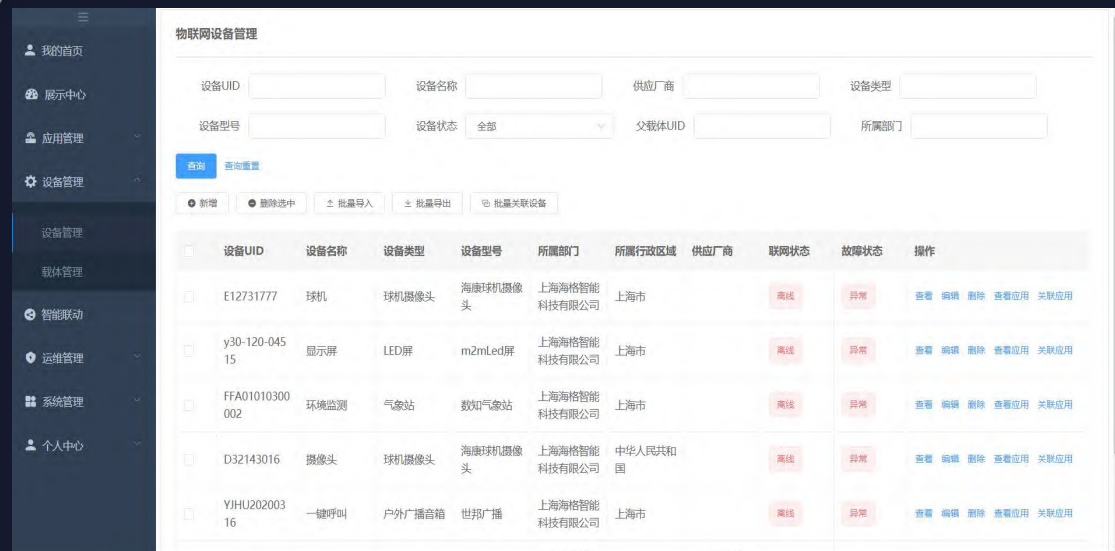 物联网设备管理
我的首页
展示中心
应用管理
设备管理
设备管理
载体管理
智能联动
运维管理
系统管理
个人中心
设备UID 设备名称 供应厂商 设备类型
设备型号 设备状态 全部 父载体UID 所属部门
查询 查询重置
新增 删除选中 批量导入 批量导出 批量关联设备
设备UID 设备名称 设备类型 设备型号 所属部门 所属行政区域 供应厂商 联网状态 故障状态 操作
E12731777 球机 球机摄像头 海康球机摄像头 上海海格智能科技有限公司 上海市 离线 异常 查看 编辑 删除 查看应用 关联应用
y30-120-04515 显示屏 LED屏 m2mLed屏 上海海格智能科技有限公司 上海市 离线 异常 查看 编辑 删除 查看应用 关联应用
FFA01010300002 环境监测 气象站 数知气象站 上海海格智能科技有限公司 上海市 离线 异常 查看 编辑 删除 查看应用 关联应用
D32143016 摄像头 球机摄像头 海康球机摄像头 上海海格智能科技有限公司 中华人民共和国 离线 异常 查看 编辑 删除 查看应用 关联应用
YJHU20200316 一键呼叫 户外广播音箱 世邦广播 上海海格智能科技有限公司 上海市 离线 异常 查看 编辑 删除 查看应用 关联应用